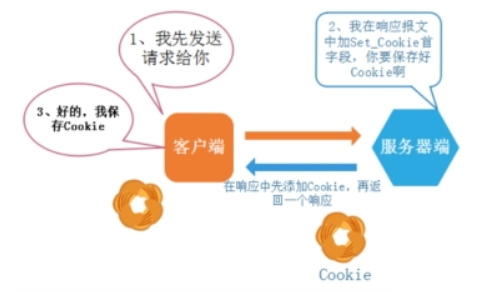 1、我先发送
请求给你
2、我在响应报文
中加Set_Cookie首
字段，你要保存好
Cookie啊
3、好的，我保
存Cookie
客户端
服务器端
在响应中先添加Cookie，再返
回一个响应
Cookie